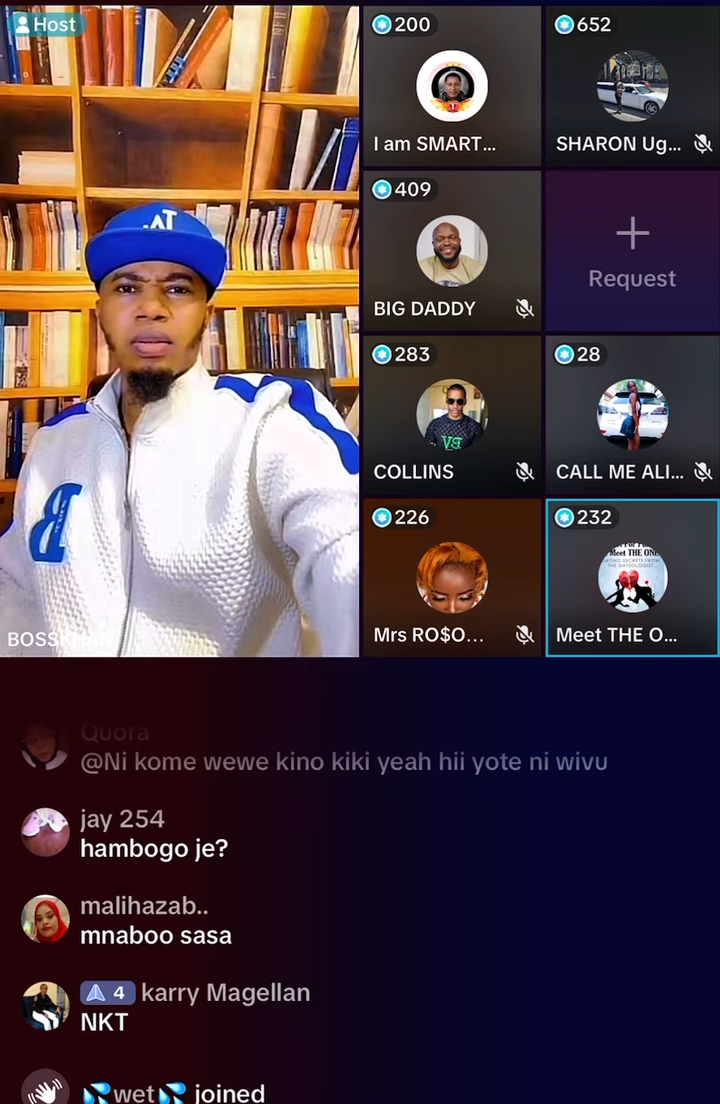 Host
200
I am SMART...
652
SHARON Ug...
409
BIG DADDY
Request
283
COLLINS
28
CALL ME ALI...
226
Mrs RO$O...
232
Meet THE ONE
Meet THE O...
BOSS
Quora
@Ni kome wewe kino kiki yeah hii yote ni wivu
jay 254
hambogo je?
malihazab..
mnaboo sasa
4 karry Magellan
NKT
💦wet💦 joined